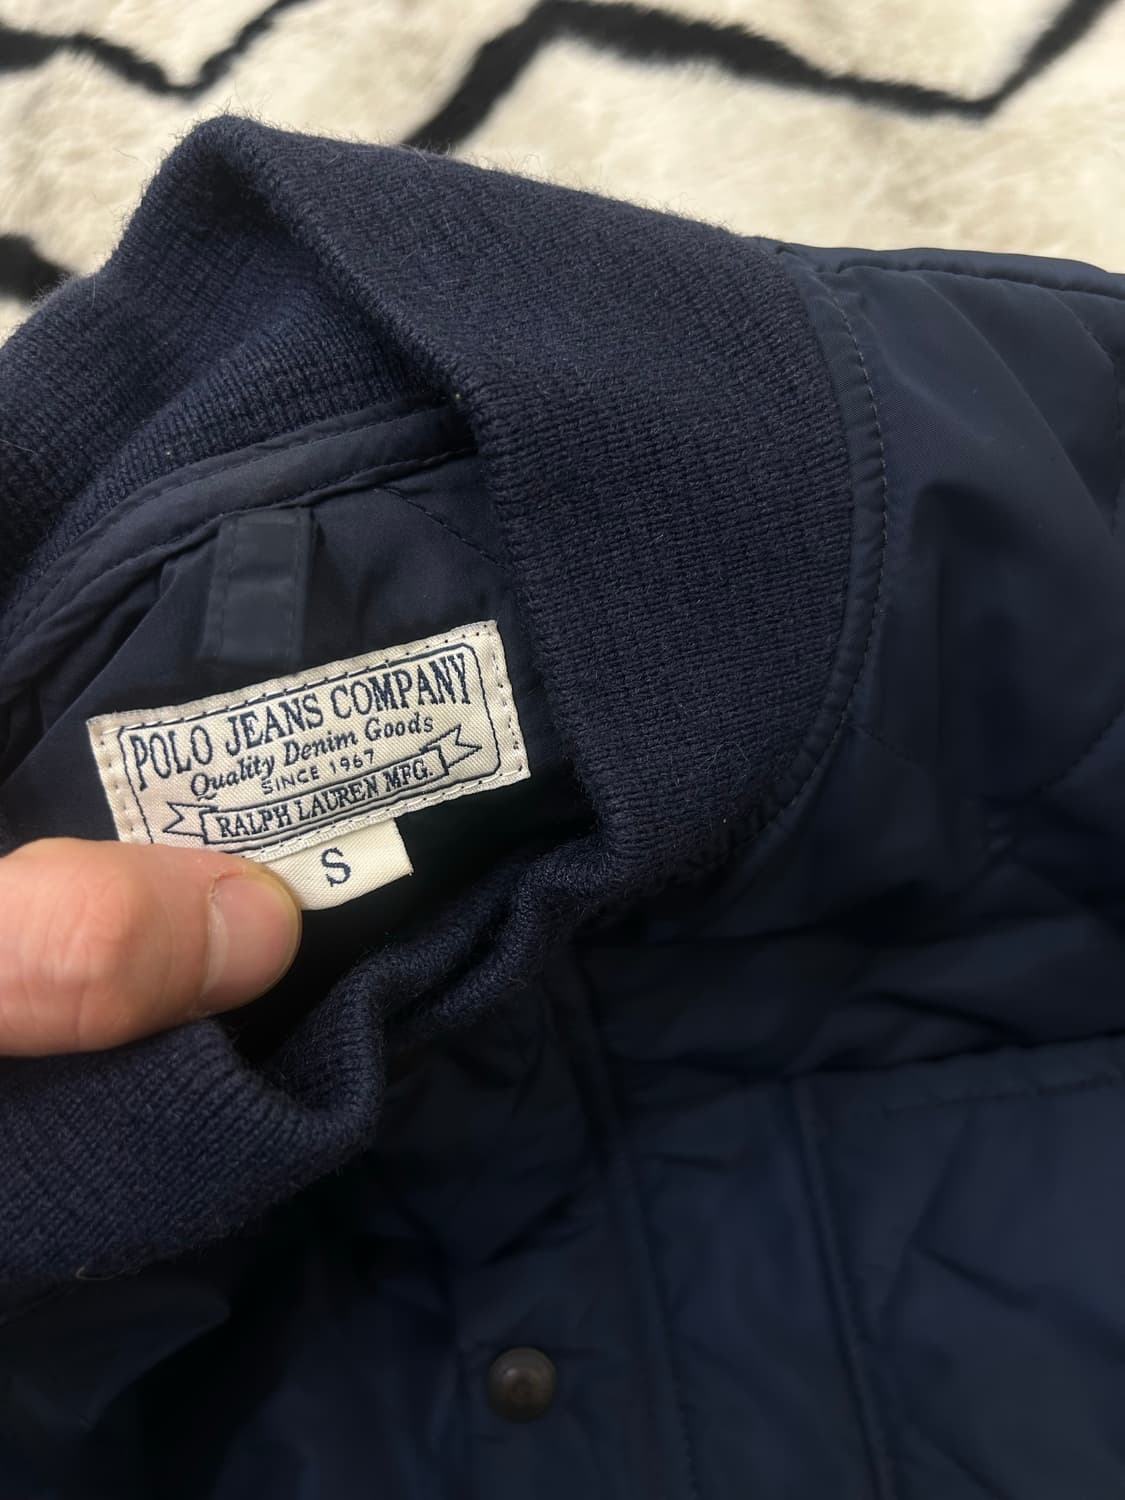 POLO JEANS COMPANY
Quality Denim Goods
SINCE 1967
RALPH LAUREN MFG.
S